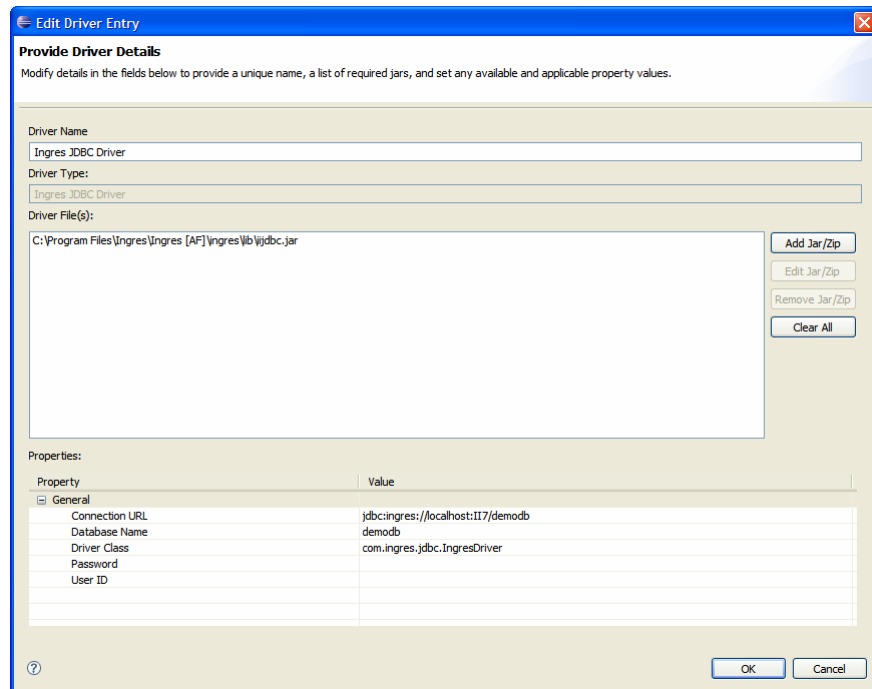 Edit Driver Entry
Provide Driver Details
Modify details in the fields below to provide a unique name, a list of required jars, and set any available and applicable property values.
Driver Name
Ingres JDBC Driver
Driver Type:
Ingres JDBC Driver
Driver File(s):
C:\Program Files\Ingres\Ingres [AF]\ingres\lib\iijdbc.jar
Add Jar/Zip
Edit Jar/Zip
Remove Jar/Zip
Clear All
Properties:
Property Value
General
Connection URL jdbc:ingres://localhost:II7/demodb
Database Name demodb
Driver Class com.ingres.jdbc.IngresDriver
Password
User ID
? OK Cancel